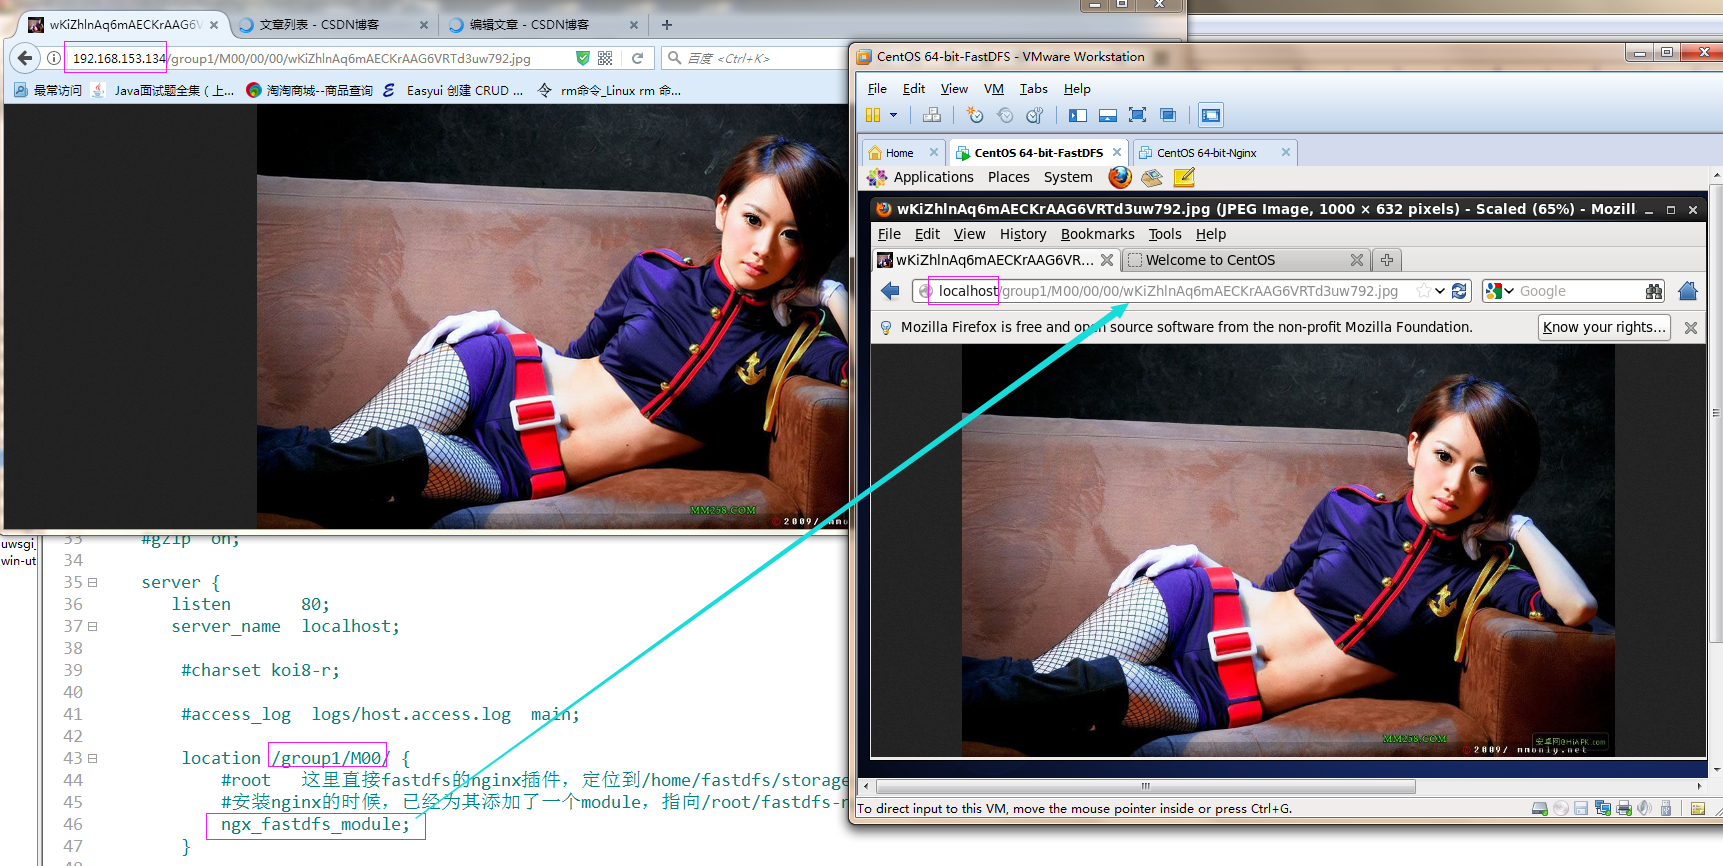 wKiZhlnAq6mAECKrAAG6V
文章列表 - CSDN博客
编辑文章 - CSDN博客
192.168.153.134/group1/M00/00/00/wKiZhlnAq6mAECKrAAG6VRTd3uw792.jpg
百度 <Ctrl+K>
最常访问
Java面试题全集（上...
淘淘商城--商品查询
Easyui 创建 CRUD ...
rm命令_Linux rm 命...
MM258.COM
©2009/ mmon
uwsgi_
win-ut
33 #gzip on;
34
35 server {
36 listen 80;
37 server_name localhost;
38
39 #charset koi8-r;
40
41 #access_log logs/host.access.log main;
42
43 location /group1/M00/ {
44 #root 这里直接fastdfs的nginx插件，定位到/home/fastdfs/storage
45 #安装nginx的时候，已经为其添加了一个module，指向/root/fastdfs-n
46 ngx_fastdfs_module;
47 }
CentOS 64-bit-FastDFS - VMware Workstation
File Edit View VM Tabs Help
Home
CentOS 64-bit-FastDFS
CentOS 64-bit-Nginx
Applications Places System
wKiZhlnAq6mAECKrAAG6VRTd3uw792.jpg (JPEG Image, 1000 × 632 pixels) - Scaled (65%) - Mozill
File Edit View History Bookmarks Tools Help
wKiZhlnAq6mAECKrAAG6VR...
Welcome to CentOS
localhost/group1/M00/00/00/wKiZhlnAq6mAECKrAAG6VRTd3uw792.jpg
Google
Mozilla Firefox is free and open source software from the non-profit Mozilla Foundation.
Know your rights...
MM258.COM
安卓网@HiAPK.com
©2009/ mmonly.net
To direct input to this VM, move the mouse pointer inside or press Ctrl+G.